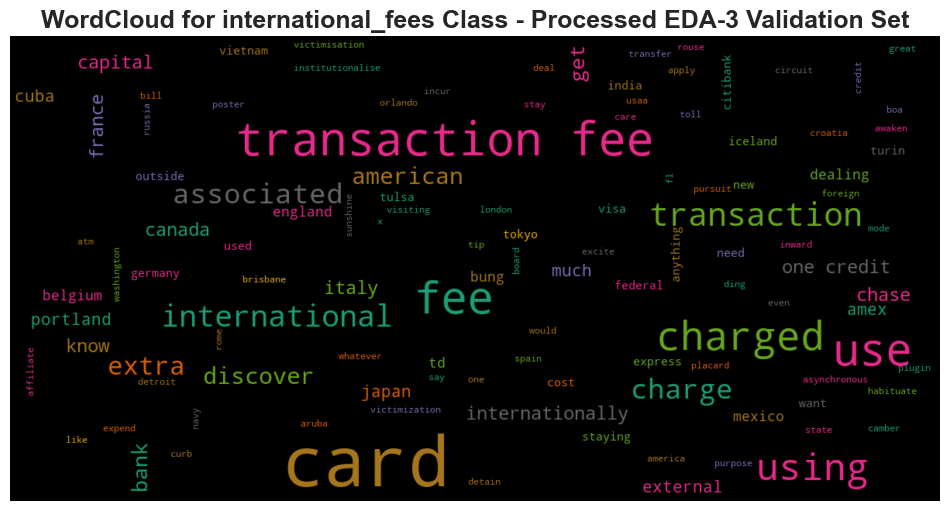 WordCloud for international_fees Class - Processed EDA-3 Validation Set
victimisation
rouse
great
vietnam
transfer
capital
get
institutionalise
deal
apply
circuit
credit
citibank
india
cuba
bill
incur
france
russia
poster
orlando
stay
usaa
toll
boa
care
transaction fee
croatia
awaken
iceland
turin
outside
american
associated
tulsa
fl
pursuit
new
dealing
foreign
england
sunshine
visiting
london
visa
transaction
x
canada
mode
atm
used
tokyo
tip
board
excite
anything
need
inward
washington
germany
brisbane
bung
much
one credit
federal
ding
belgium
italy
fee
even
chase
portland
international
amex
charged
use
know
rome
would
extra
whatever
td
spain
express
placard
plugin
affiliate
detroit
discover
say
one
cost
asynchronous
japan
charge
habituate
navy
victimization
internationally
want
mexico
expend
aruba
state
camber
like
staying
bank
curb
card
america
purpose
using
detain
external